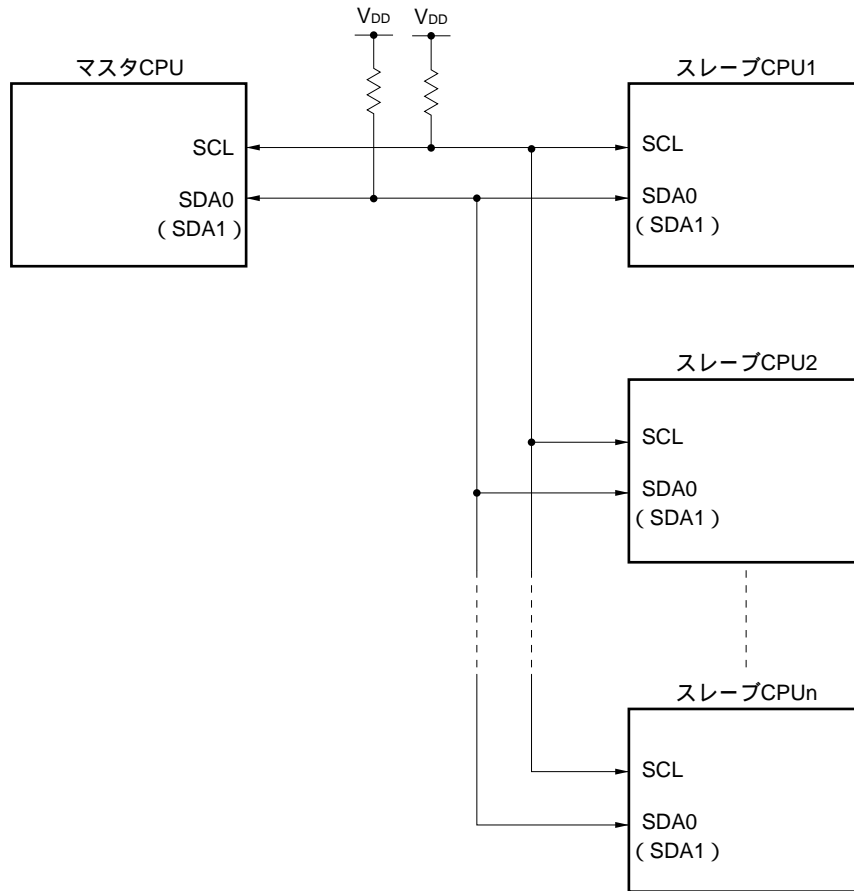 VDD VDD
マスタCPU
スレーブCPU1
SCL
SCL
SDA0
(SDA1)
SDA0
(SDA1)
スレーブCPU2
SCL
SDA0
(SDA1)
スレーブCPUn
SCL
SDA0
(SDA1)